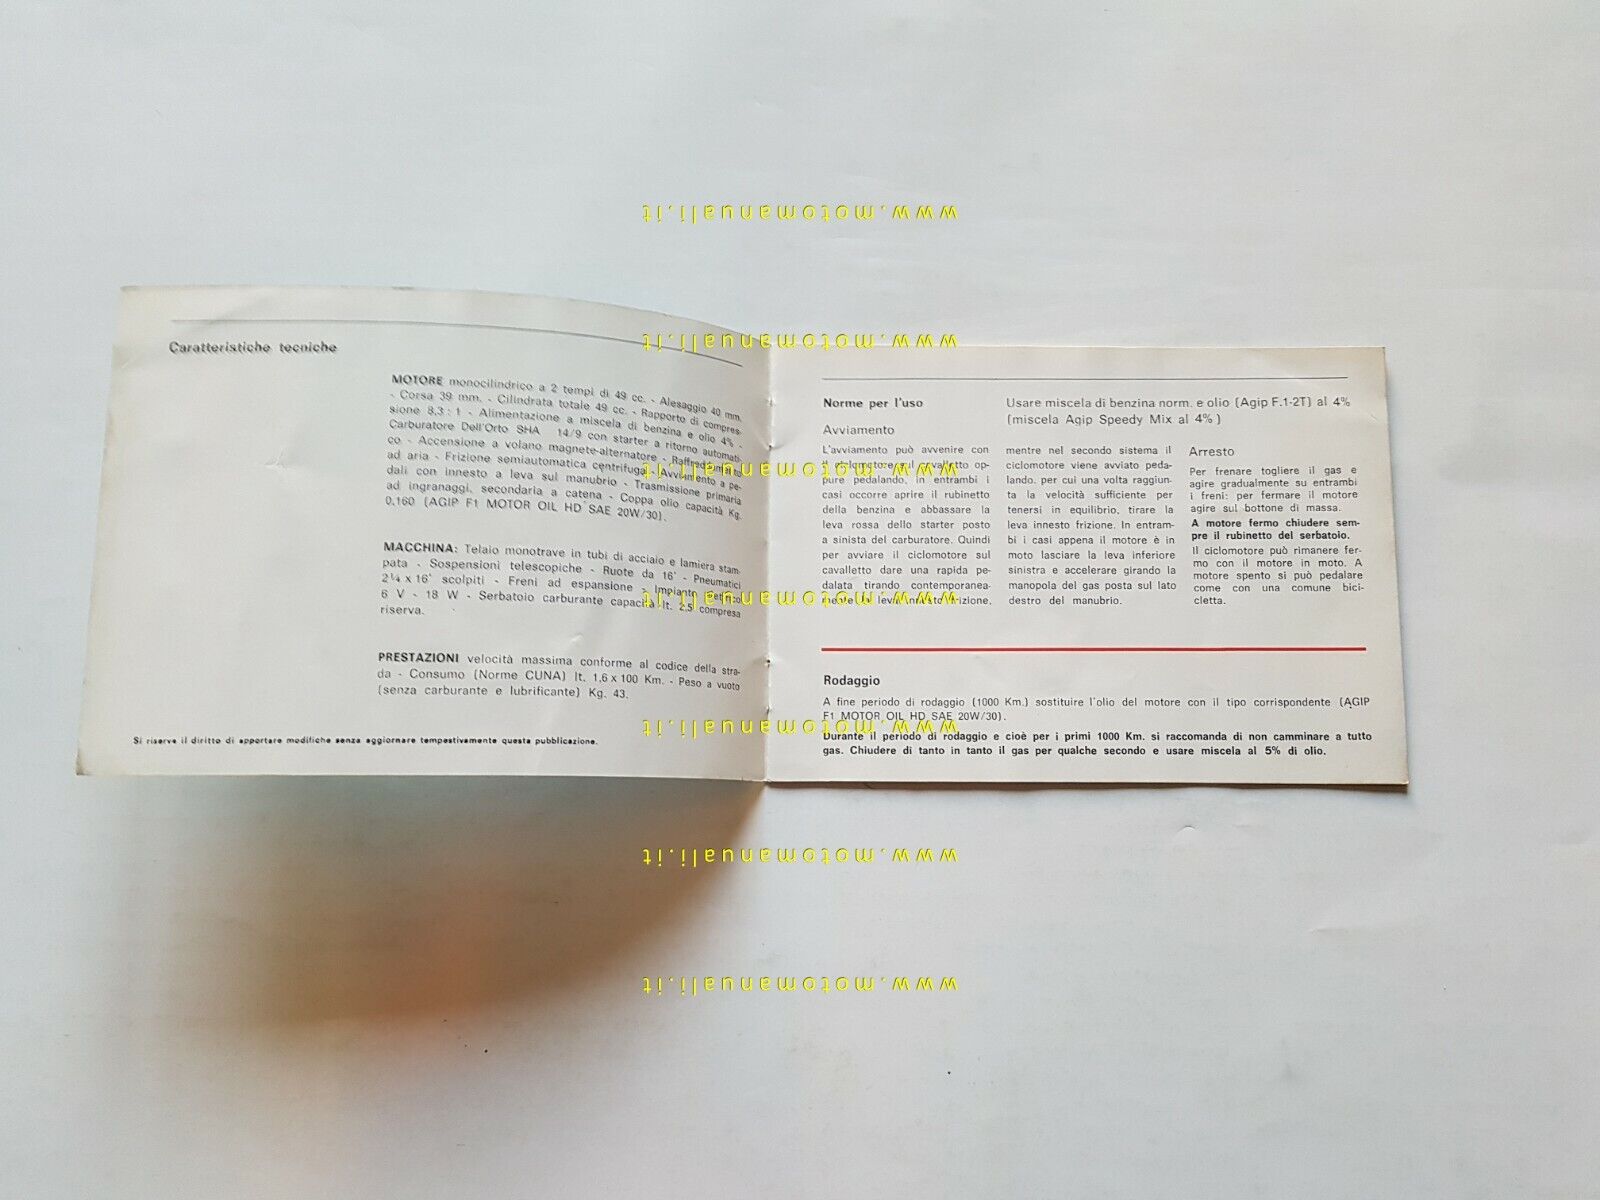 Caratteristiche tecniche
MOTORE monocilindrico a 2 tempi di 49 cc. - Alesaggio 40 mm.
- Corsa 39 mm. - Cilindrata totale 49 cc. - Rapporto di compres-
sione 8,3 : 1 - Alimentazione a miscela di benzina e olio 4% -
Carburatore Dell'Orto SHA 14/9 con starter a ritorno automati-
co - Accensione a volano magnete-alternatore - Raffreddamento
ad aria - Frizione semiautomatica centrifuga - Avviamento a pe-
dali con innesto a leva sul manubrio - Trasmissione primaria
ad ingranaggi, secondaria a catena - Coppa olio capacità Kg.
0,160 (AGIP F1 MOTOR OIL HD SAE 20W/30).
MACCHINA: Telaio monotrave in tubi di acciaio e lamiera stam-
pata - Sospensioni telescopiche - Ruote da 16" - Pneumatici
2¼ x 16" scolpiti - Freni ad espansione - Impianto elettrico
6 V - 18 W - Serbatoio carburante capacità lt. 2,5 compresa
riserva.
PRESTAZIONI velocità massima conforme al codice della stra-
da - Consumo (Norme CUNA) lt. 1,6 x 100 Km. - Peso a vuoto
(senza carburante e lubrificante) Kg. 43.
Si riserva il diritto di apportare modifiche senza aggiornare tempestivamente questa pubblicazione.
Norme per l'uso
Usare miscela di benzina norm. e olio (Agip F.1-2T) al 4%
(miscela Agip Speedy Mix al 4%)
Avviamento
L'avviamento può avvenire con
il ciclomotore sul cavalletto op-
pure pedalando, in entrambi i
casi occorre aprire il rubinetto
della benzina e abbassare la
leva rossa dello starter posto
a sinista del carburatore. Quindi
per avviare il ciclomotore sul
cavalletto dare una rapida pe-
dalata tirando contemporanea-
mente la leva innesto frizione,
mentre nel secondo sistema il
ciclomotore viene avviato peda-
lando, per cui una volta raggiun-
ta la velocità sufficiente per
tenersi in equilibrio, tirare la
leva innesto frizione. In entram-
bi i casi appena il motore è in
moto lasciare la leva inferiore
sinistra e accelerare girando la
manopola del gas posta sul lato
destro del manubrio.
Arresto
Per frenare togliere il gas e
agire gradualmente su entrambi
i freni: per fermare il motore
agire sul bottone di massa.
A motore fermo chiudere sem-
pre il rubinetto del serbatoio.
Il ciclomotore può rimanere fer-
mo con il motore in moto. A
motore spento si può pedalare
come con una comune bici-
cletta.
Rodaggio
A fine periodo di rodaggio (1000 Km.) sostituire l'olio del motore con il tipo corrispondente (AGIP
F1 MOTOR OIL HD SAE 20W/30).
Durante il periodo di rodaggio e cioè per i primi 1000 Km. si raccomanda di non camminare a tutto
gas. Chiudere di tanto in tanto il gas per qualche secondo e usare miscela al 5% di olio.
www.motomanuali.it
www.motomanuali.it
www.motomanuali.it
www.motomanuali.it
www.motomanuali.it
www.motomanuali.it
www.motomanuali.it